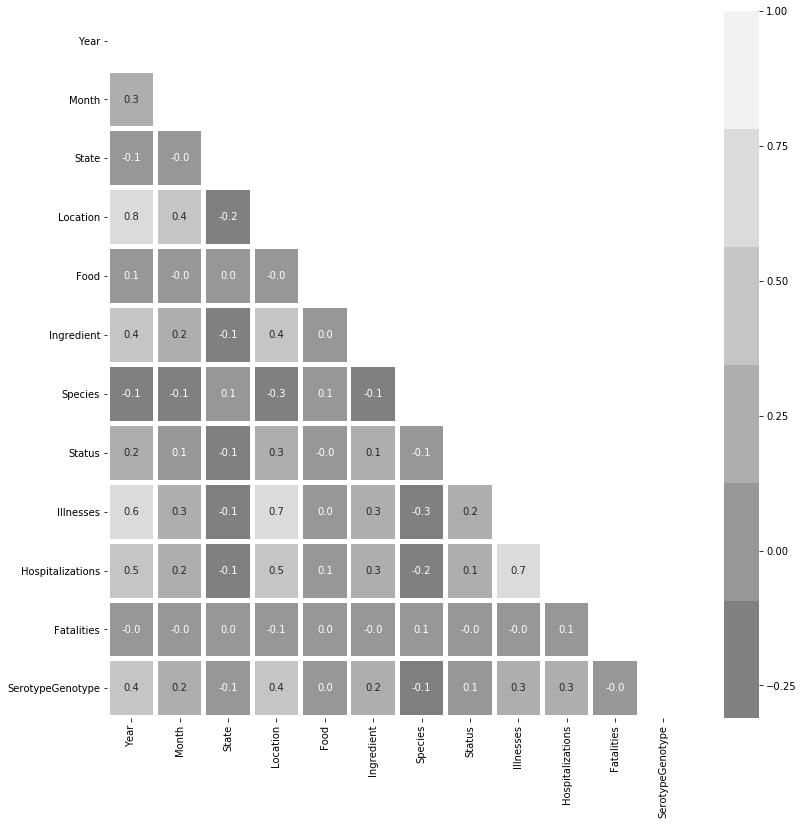 Year
Month 0.3
State -0.1 -0.0
Location 0.8 0.4 -0.2
Food 0.1 -0.0 0.0 -0.0
Ingredient 0.4 0.2 -0.1 0.4 0.0
Species -0.1 -0.1 0.1 -0.3 0.1 -0.1
Status 0.2 0.1 -0.1 0.3 -0.0 0.1 -0.1
Illnesses 0.6 0.3 -0.1 0.7 0.0 0.3 -0.3 0.2
Hospitalizations 0.5 0.2 -0.1 0.5 0.1 0.3 -0.2 0.1 0.7
Fatalities -0.0 -0.0 0.0 -0.1 0.0 -0.0 0.1 -0.0 -0.0 0.1
SerotypeGenotype 0.4 0.2 -0.1 0.4 0.0 0.2 -0.1 0.1 0.3 0.3 -0.0
Year
Month
State
Location
Food
Ingredient
Species
Status
Illnesses
Hospitalizations
Fatalities
SerotypeGenotype
1.00
0.75
0.50
0.25
0.00
−0.25